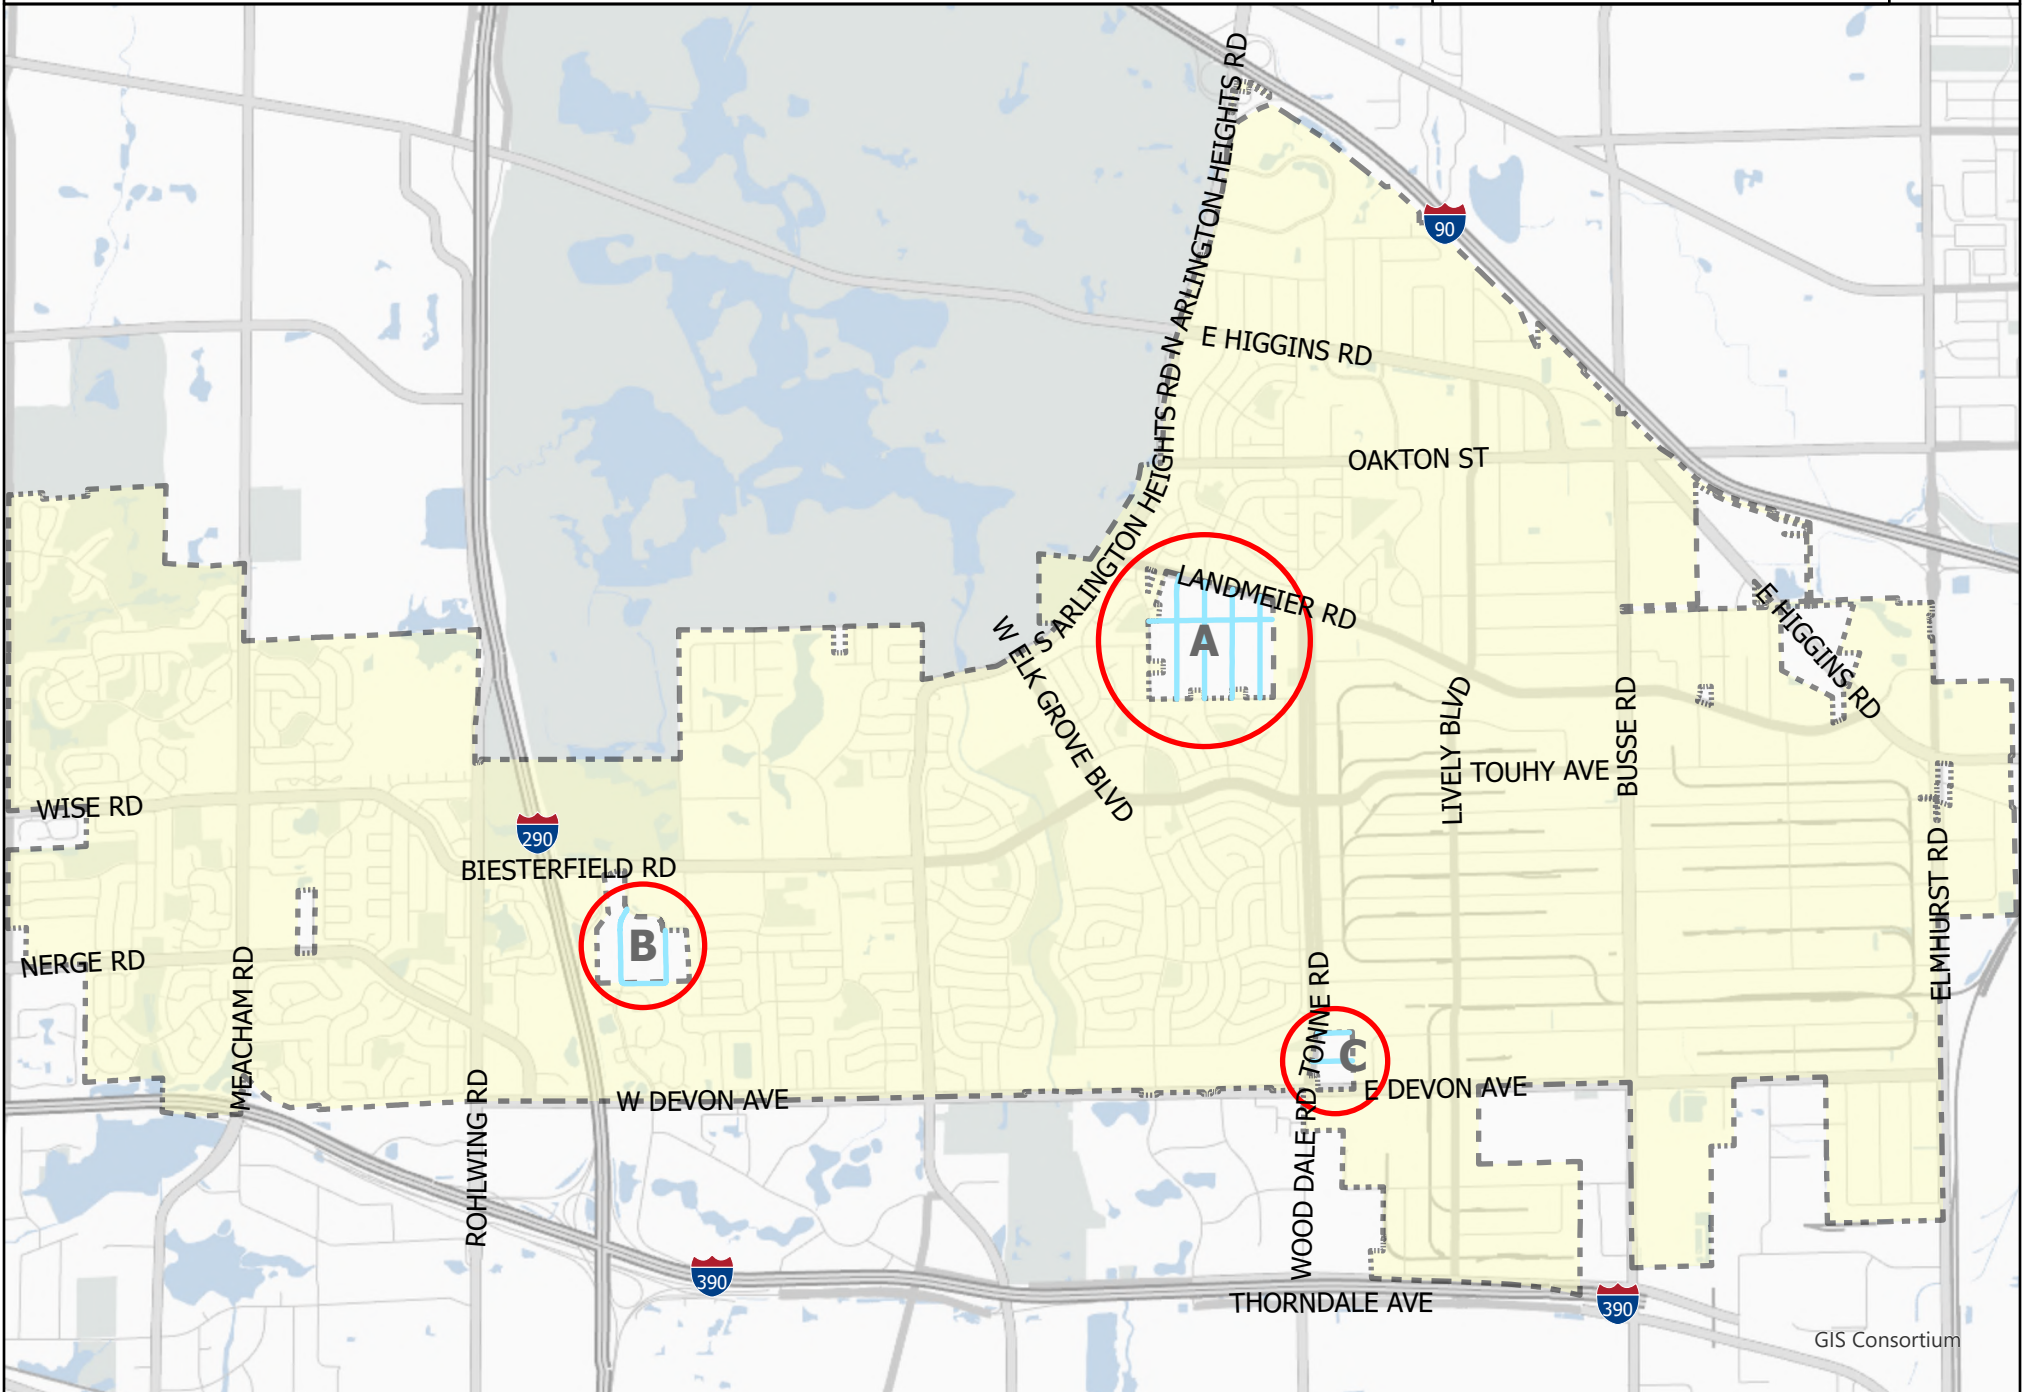 N ARLINGTON HEIGHTS RD
90
E HIGGINS RD
OAKTON ST
S ARLINGTON HEIGHTS RD
LANDMEIER RD
A
E HIGGINS RD
W ELK GROVE BLVD
LIVELY BLVD
BUSSE RD
TOUHY AVE
WISE RD
290
BIESTERFIELD RD
B
ELMHURST RD
NERGE RD
MEACHAM RD
TONNE RD
C
E DEVON AVE
W DEVON AVE
ROHLWING RD
WOOD DALE RD
390
THORNDALE AVE
390
GIS Consortium